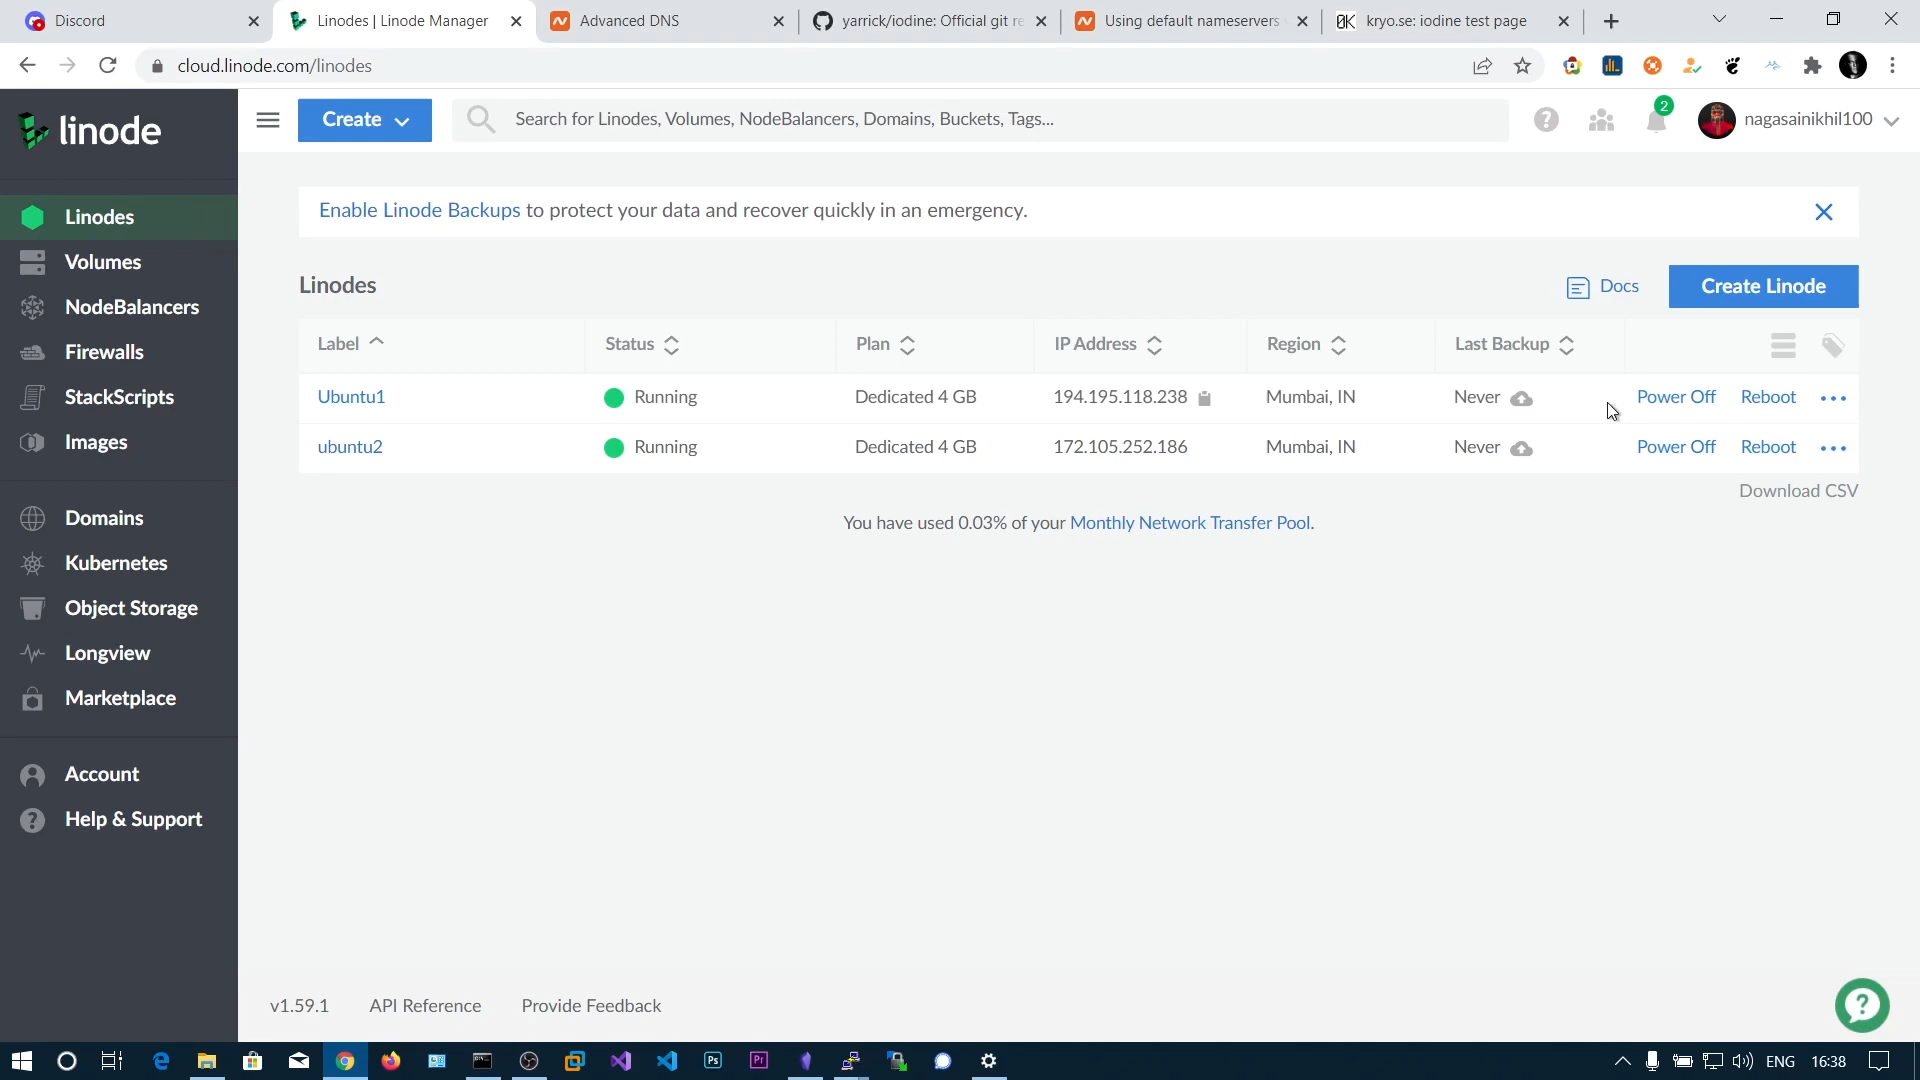 Discord
Linodes | Linode Manager
Advanced DNS
yarrick/iodine: Official git re
Using default nameservers
kryo.se: iodine test page
cloud.linode.com/linodes
linode
Create
Search for Linodes, Volumes, NodeBalancers, Domains, Buckets, Tags...
2
nagasainikhil100
Linodes
Volumes
NodeBalancers
Firewalls
StackScripts
Images
Domains
Kubernetes
Object Storage
Longview
Marketplace
Account
Help & Support
Enable Linode Backups to protect your data and recover quickly in an emergency.
Linodes
Docs
Create Linode
Label Status Plan IP Address Region Last Backup
Ubuntu1 Running Dedicated 4 GB 194.195.118.238 Mumbai, IN Never Power Off Reboot
ubuntu2 Running Dedicated 4 GB 172.105.252.186 Mumbai, IN Never Power Off Reboot
Download CSV
You have used 0.03% of your Monthly Network Transfer Pool.
v1.59.1 API Reference Provide Feedback
Ps
Pr
ENG 16:38